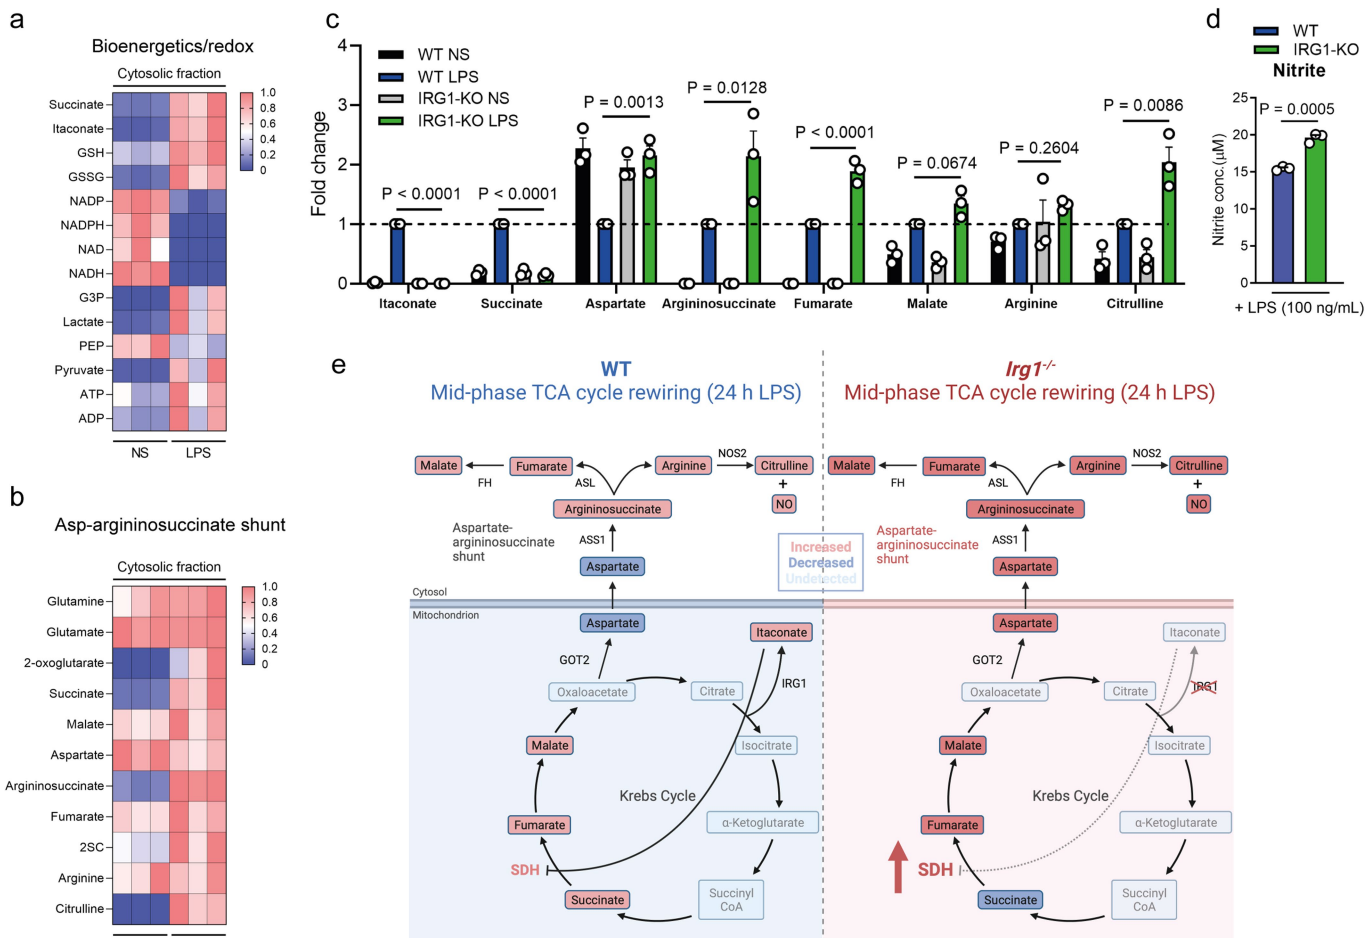 a
Bioenergetics/redox
Cytosolic fraction
Succinate
Itaconate
GSH
GSSG
NADP
NADPH
NAD
NADH
G3P
Lactate
PEP
Pyruvate
ATP
ADP
1.0
0.8
0.6
0.4
0.2
0
NS
LPS
b
Asp-argininosuccinate shunt
Cytosolic fraction
Glutamine
Glutamate
2-oxoglutarate
Succinate
Malate
Aspartate
Argininosuccinate
Fumarate
2SC
Arginine
Citrulline
1.0
0.8
0.6
0.4
0.2
0
c
Fold change
4
3
2
1
0
WT NS
WT LPS
IRG1-KO NS
IRG1-KO LPS
P < 0.0001
P < 0.0001
P = 0.0013
P = 0.0128
P < 0.0001
P = 0.0674
P = 0.2604
P = 0.0086
Itaconate
Succinate
Aspartate
Argininosuccinate
Fumarate
Malate
Arginine
Citrulline
d
WT
IRG1-KO
Nitrite
P = 0.0005
Nitrite conc.(µM)
25
20
15
10
5
0
+ LPS (100 ng/mL)
e
WT
Mid-phase TCA cycle rewiring (24 h LPS)
Malate
FH
Fumarate
ASL
Arginine
NOS2
Citrulline
+
NO
Argininosuccinate
Aspartate-
argininosuccinate
shunt
ASS1
Aspartate
Cytosol
Mitochondrion
Aspartate
GOT2
Oxaloacetate
Citrate
Itaconate
IRG1
Isocitrate
Malate
Krebs Cycle
Fumarate
α-Ketoglutarate
SDH
Succinate
Succinyl
CoA
Increased
Decreased
Undetected
Irg1-/-
Mid-phase TCA cycle rewiring (24 h LPS)
Malate
FH
Fumarate
ASL
Arginine
NOS2
Citrulline
+
NO
Argininosuccinate
Aspartate-
argininosuccinate
shunt
ASS1
Aspartate
Aspartate
GOT2
Oxaloacetate
Citrate
Itaconate
IRG1
Isocitrate
Malate
Krebs Cycle
Fumarate
α-Ketoglutarate
SDH
Succinate
Succinyl
CoA